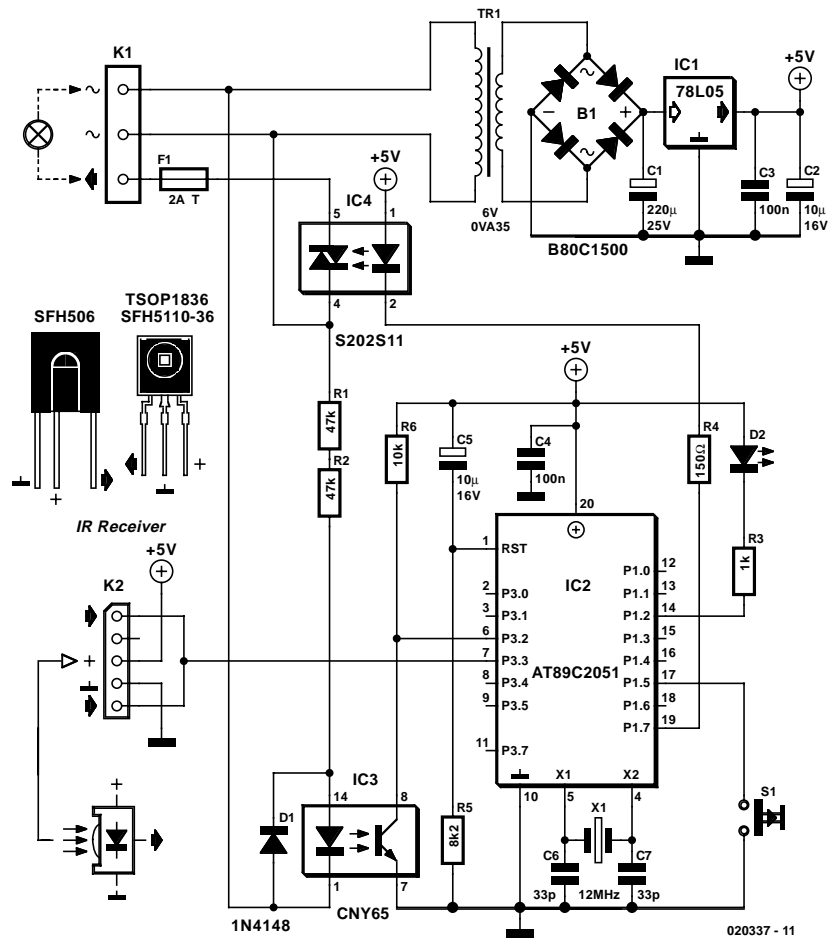 TR1
K1
IC1
+5V
78L05
B1
F1
2A T
+5V
IC4
C1
C3
C2
5
1
6V
0VA35
220µ
25V
100n
10µ
16V
B80C1500
TSOP1836
SFH5110-36
SFH506
4
2
S202S11
+5V
R1
47k
R6
10k
C5
10µ
16V
C4
100n
R4
150Ω
D2
R2
47k
20
IR Receiver
+5V
K2
1
RST
IC2
P1.0
12
R3
1k
2
P3.0
P1.1
13
3
P3.1
P1.2
14
6
P3.2
P1.3
15
7
P3.3
P1.4
16
8
P3.4
AT89C2051
P1.5
17
9
P3.5
P1.6
18
P1.7
19
11
P3.7
X1
X2
IC3
10
5
4
14
8
R5
8k2
X1
S1
D1
C6
C7
1
7
33p
12MHz
33p
1N4148
CNY65
020337 - 11